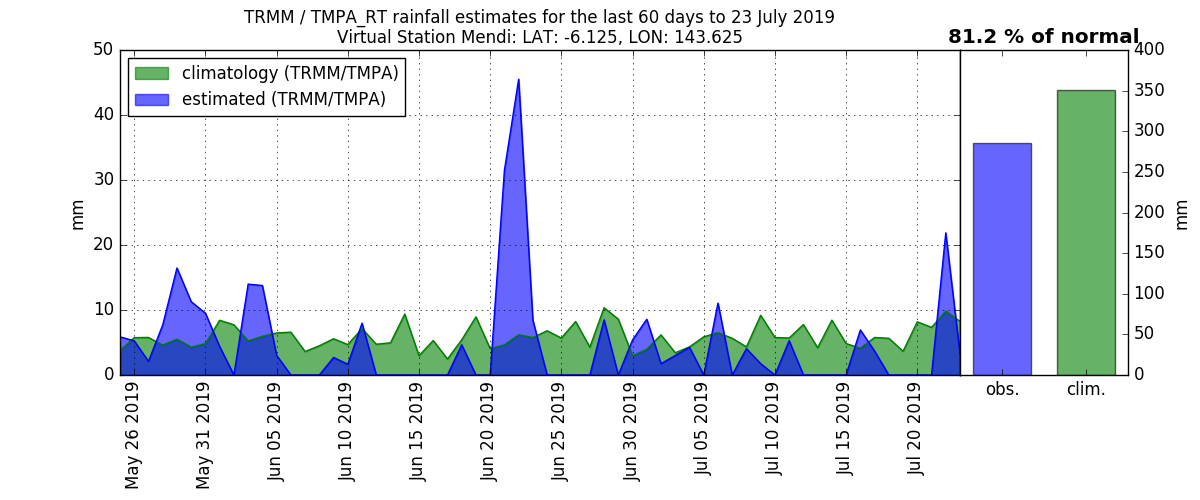 TRMM / TMPA_RT rainfall estimates for the last 60 days to 23 July 2019
Virtual Station Mendi: LAT: -6.125, LON: 143.625
81.2 % of normal
climatology (TRMM/TMPA)
estimated (TRMM/TMPA)
50
40
30
20
10
0
mm
May 26 2019
May 31 2019
Jun 05 2019
Jun 10 2019
Jun 15 2019
Jun 20 2019
Jun 25 2019
Jun 30 2019
Jul 05 2019
Jul 10 2019
Jul 15 2019
Jul 20 2019
obs.
clim.
400
350
300
250
200
150
100
50
0
mm